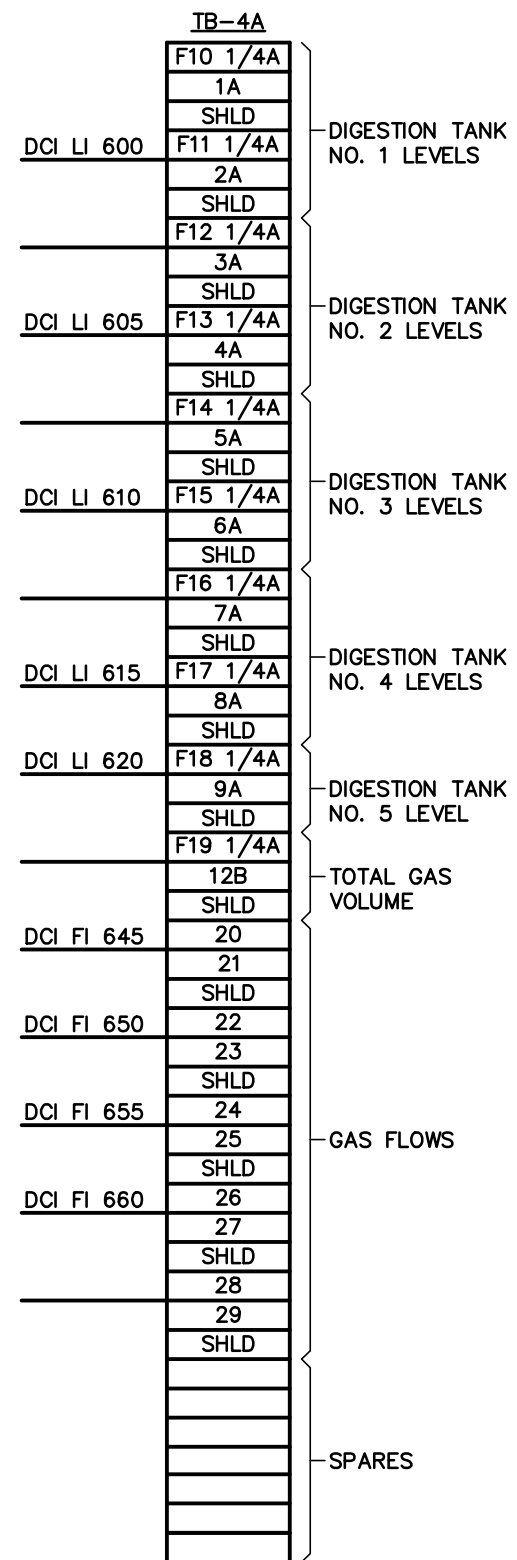 TB-4A
F10 1/4A
1A
SHLD
DCI LI 600
F11 1/4A
2A
SHLD
DIGESTION TANK
NO. 1 LEVELS
F12 1/4A
3A
SHLD
DCI LI 605
F13 1/4A
4A
SHLD
DIGESTION TANK
NO. 2 LEVELS
F14 1/4A
5A
SHLD
DCI LI 610
F15 1/4A
6A
SHLD
DIGESTION TANK
NO. 3 LEVELS
F16 1/4A
7A
SHLD
DCI LI 615
F17 1/4A
8A
SHLD
DIGESTION TANK
NO. 4 LEVELS
DCI LI 620
F18 1/4A
9A
SHLD
DIGESTION TANK
NO. 5 LEVEL
F19 1/4A
12B
SHLD
TOTAL GAS
VOLUME
DCI FI 645
20
21
SHLD
DCI FI 650
22
23
SHLD
DCI FI 655
24
25
SHLD
GAS FLOWS
DCI FI 660
26
27
SHLD
28
29
SHLD
SPARES